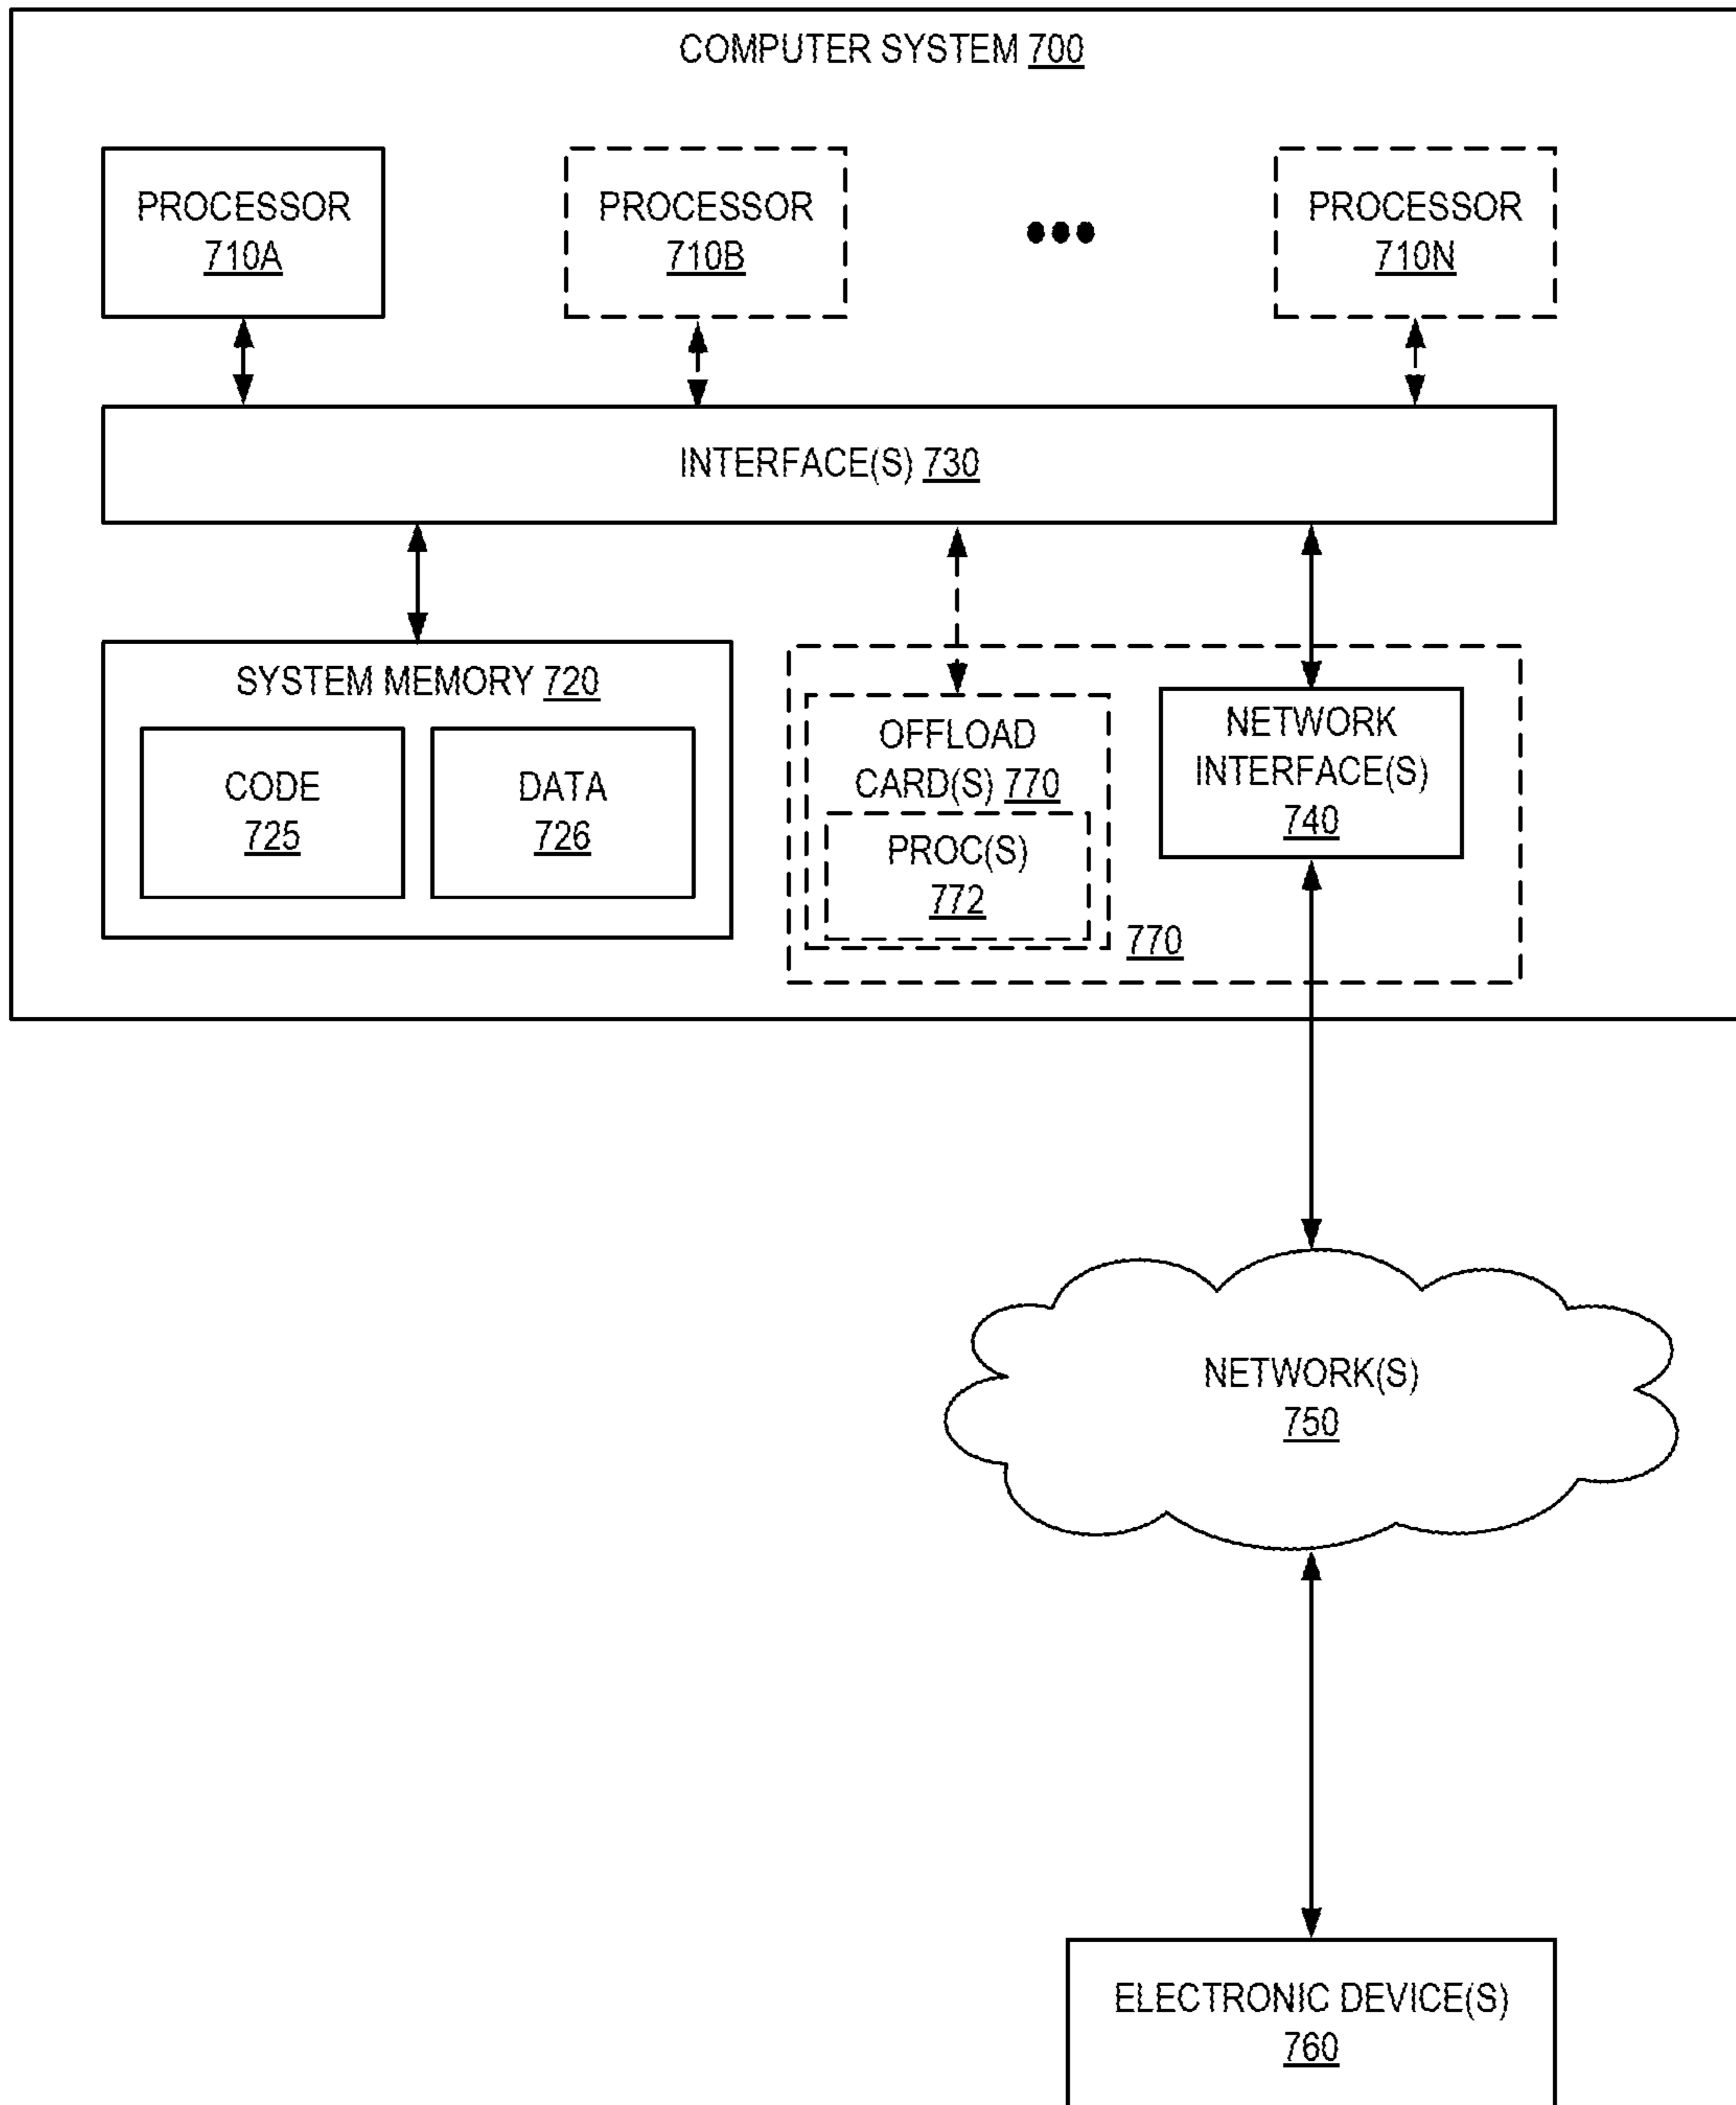 COMPUTER SYSTEM 700
PROCESSOR
710A
PROCESSOR
710B
PROCESSOR
710N
INTERFACE(S) 730
SYSTEM MEMORY 720
CODE
725
DATA
726
OFFLOAD
CARD(S) 770
PROC(S)
772
770
NETWORK
INTERFACE(S)
740
NETWORK(S)
750
ELECTRONIC DEVICE(S)
760